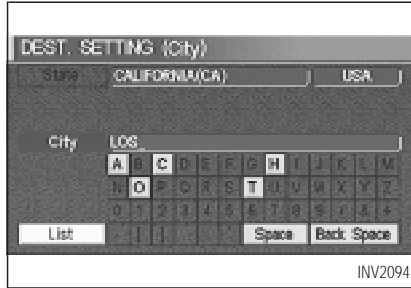 DEST. SETTING (City)
State CALIFORNIA(CA) USA
City LOS_
A B C D E F G H I J K L M
N O P Q R S T U V W X Y Z
0 1 2 3 4 5 6 7 8 9 / & +
List - [ ] ' Space Back Space
INV2094